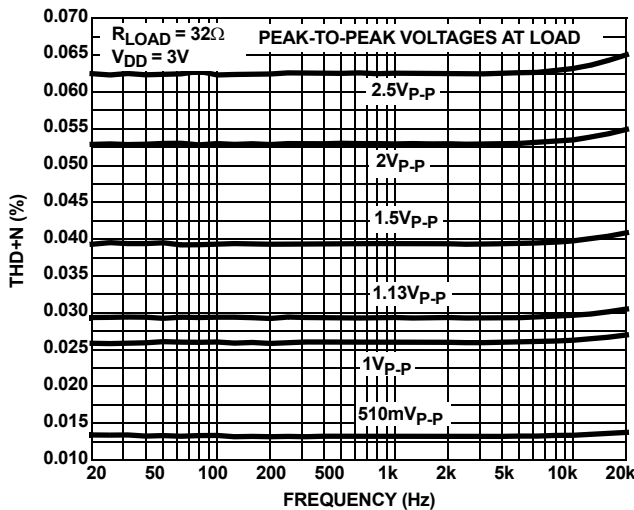 R_LOAD = 32Ω PEAK-TO-PEAK VOLTAGES AT LOAD
V_DD = 3V
0.070
0.065
0.060
0.055
0.050
0.045
0.040
0.035
0.030
0.025
0.020
0.015
0.010
THD+N (%)
2.5V_P-P
2V_P-P
1.5V_P-P
1.13V_P-P
1V_P-P
510mV_P-P
20 50 100 200 500 1k 2k 5k 10k 20k
FREQUENCY (Hz)